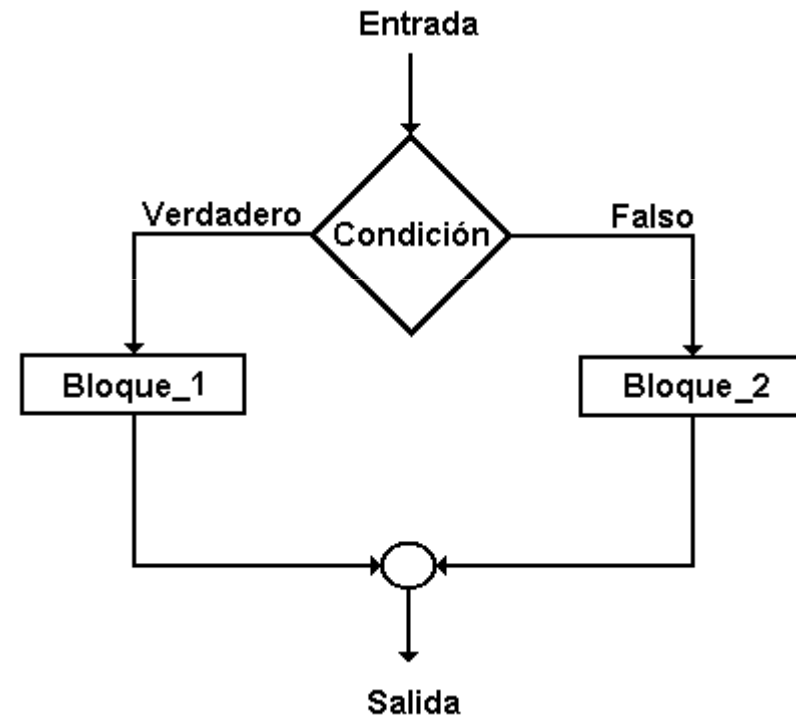 Entrada
Verdadero
Condición
Falso
Bloque_1
Bloque_2
Salida